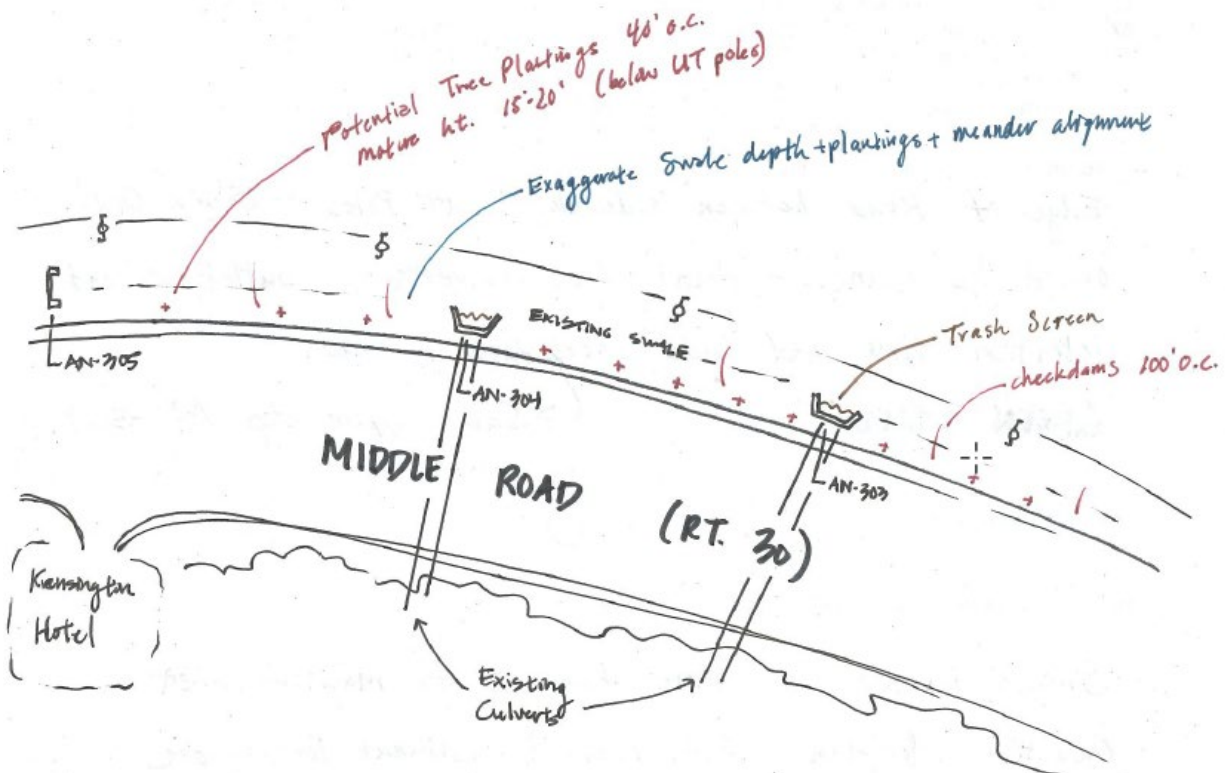 Potential Tree Plantings 40' o.c.
mature ht. 15'-20' (below UT poles)
Exaggerate Swale depth + plantings + meander alignment
EXISTING SWALE
Trash Screen
checkdams 100' o.c.
AN-305
AN-304
AN-303
MIDDLE ROAD (RT. 30)
Kensington
Hotel
Existing
Culverts